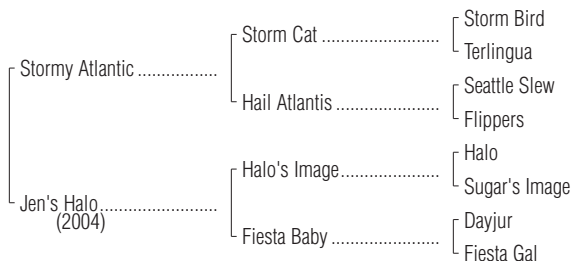 Storm Bird
Storm Cat ........................
Terlingua
Stormy Atlantic ................
Seattle Slew
Hail Atlantis .....................
Flippers
Halo
Halo's Image....................
Sugar's Image
Jen's Halo........................
(2004)
Dayjur
Fiesta Baby ......................
Fiesta Gal